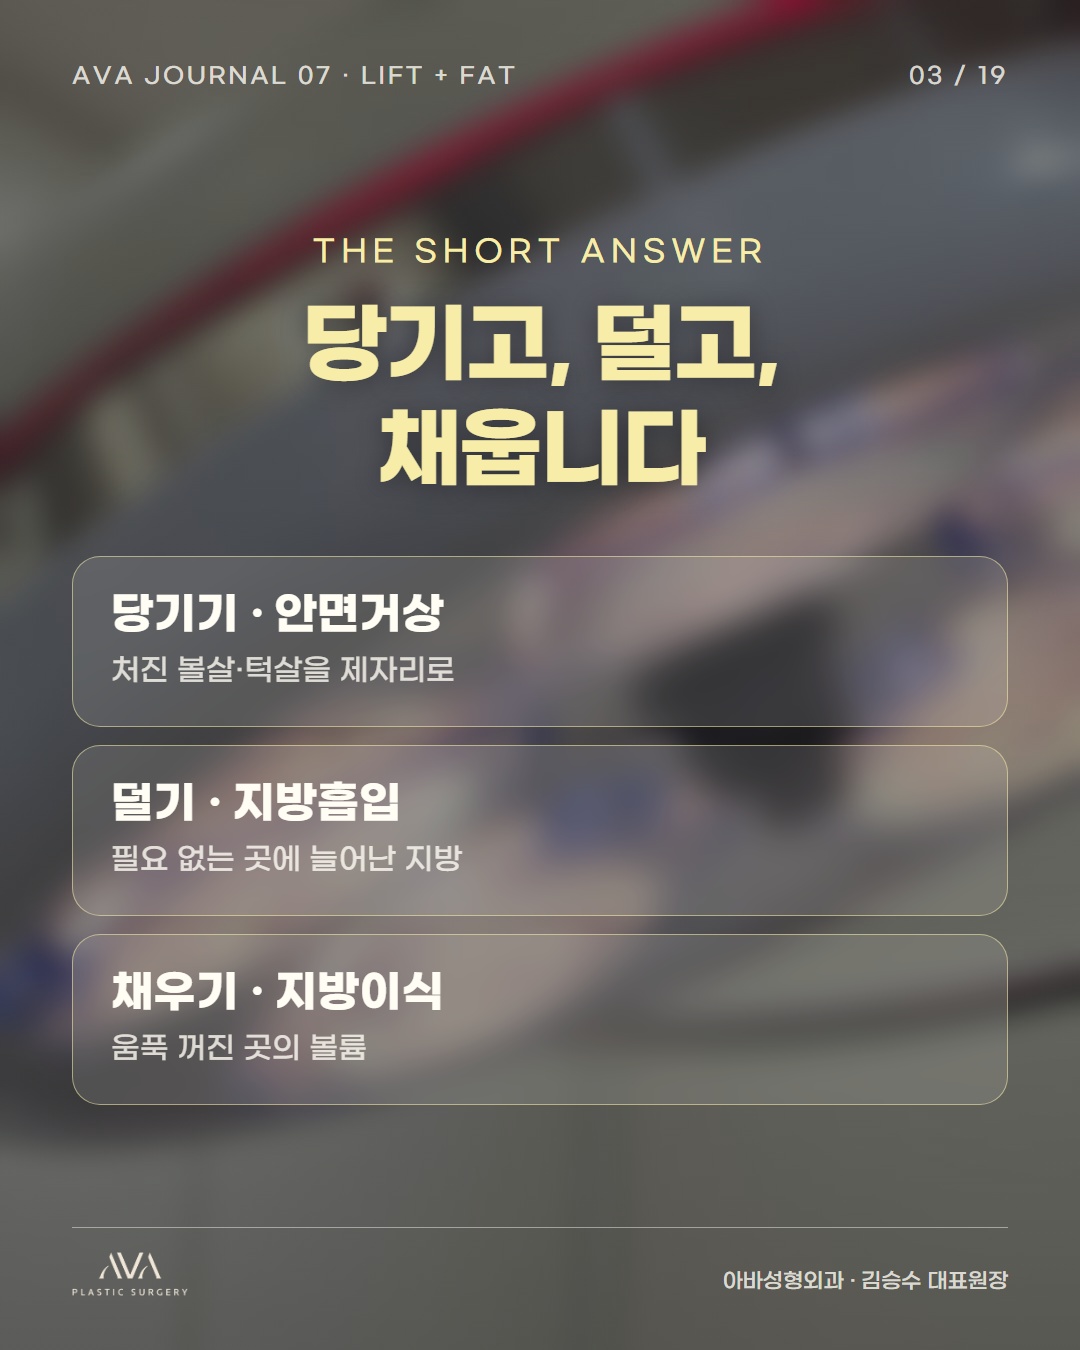 AVA JOURNAL 07 · LIFT + FAT
03 / 19
THE SHORT ANSWER
당기고, 덜고,
채웁니다
당기기 · 안면거상
처진 볼살·턱살을 제자리로
덜기 · 지방흡입
필요 없는 곳에 늘어난 지방
채우기 · 지방이식
움푹 꺼진 곳의 볼륨
AVA
PLASTIC SURGERY
아바성형외과 · 김승수 대표원장